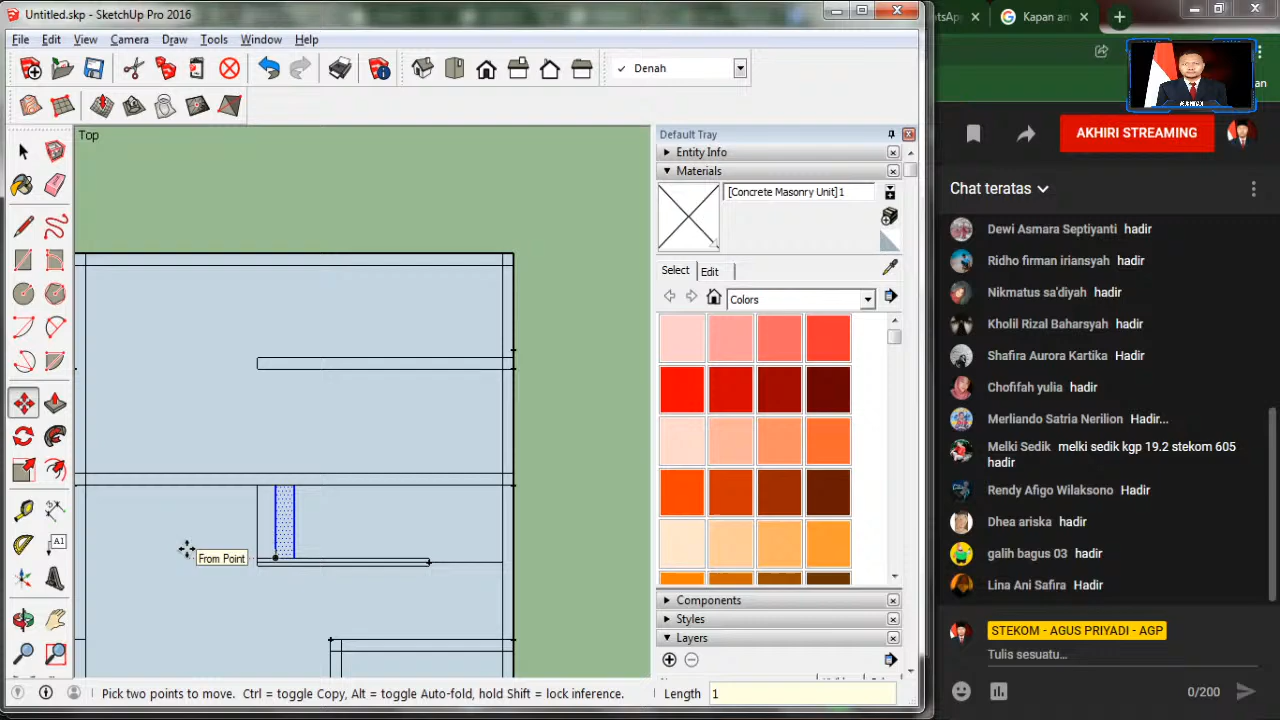 Untitled.skp - SketchUp Pro 2016
File Edit View Camera Draw Tools Window Help
Denah
Top
Default Tray
Entity Info
Materials
[Concrete Masonry Unit]1
Select Edit
Colors
Components
Styles
Layers
A1
From Point
Pick two points to move. Ctrl = toggle Copy, Alt = toggle Auto-fold, hold Shift = lock inference.
Length 1
Kapan an
AKHIRI STREAMING
Chat teratas
Dewi Asmara Septiyanti hadir
Ridho firman iriansyah hadir
Nikmatus sa'diyah hadir
Kholil Rizal Baharsyah hadir
Shafira Aurora Kartika Hadir
Chofifah yulia hadir
Merliando Satria Nerilion Hadir...
Melki Sedik melki sedik kgp 19.2 stekom 605
hadir
Rendy Afigo Wilaksono Hadir
Dhea ariska hadir
galih bagus 03 hadir
Lina Ani Safira Hadir
STEKOM - AGUS PRIYADI - AGP
Tulis sesuatu...
0/200